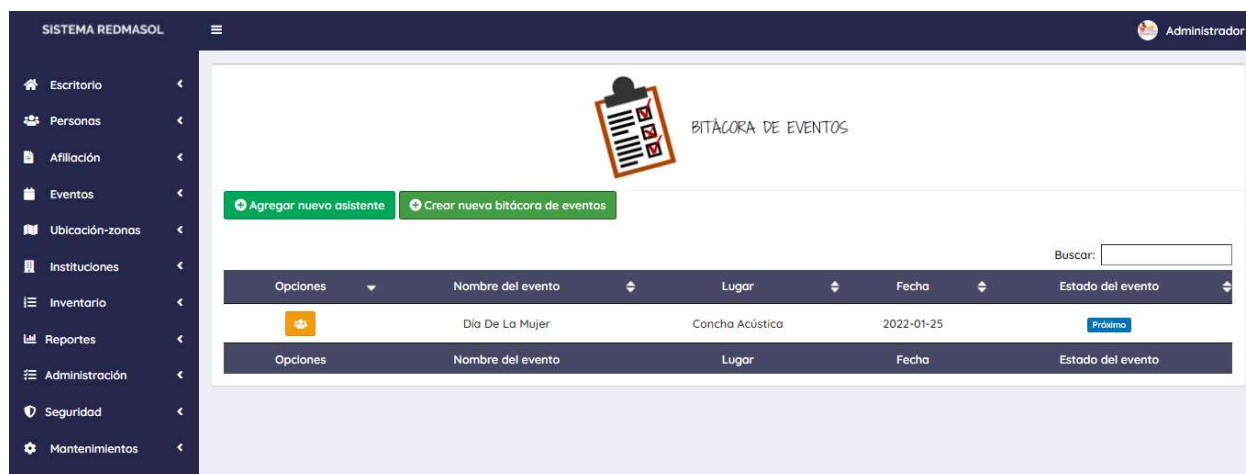 SISTEMA REDMASOL
Administrador
Escritorio
Personas
Afiliación
Eventos
Ubicación-zonas
Instituciones
Inventario
Reportes
Administración
Seguridad
Mantenimientos
BITÁCORA DE EVENTOS
Agregar nuevo asistente Crear nueva bitácora de eventos
Buscar:
Opciones Nombre del evento Lugar Fecha Estado del evento
Día De La Mujer Concha Acústica 2022-01-25 Próximo
Opciones Nombre del evento Lugar Fecha Estado del evento